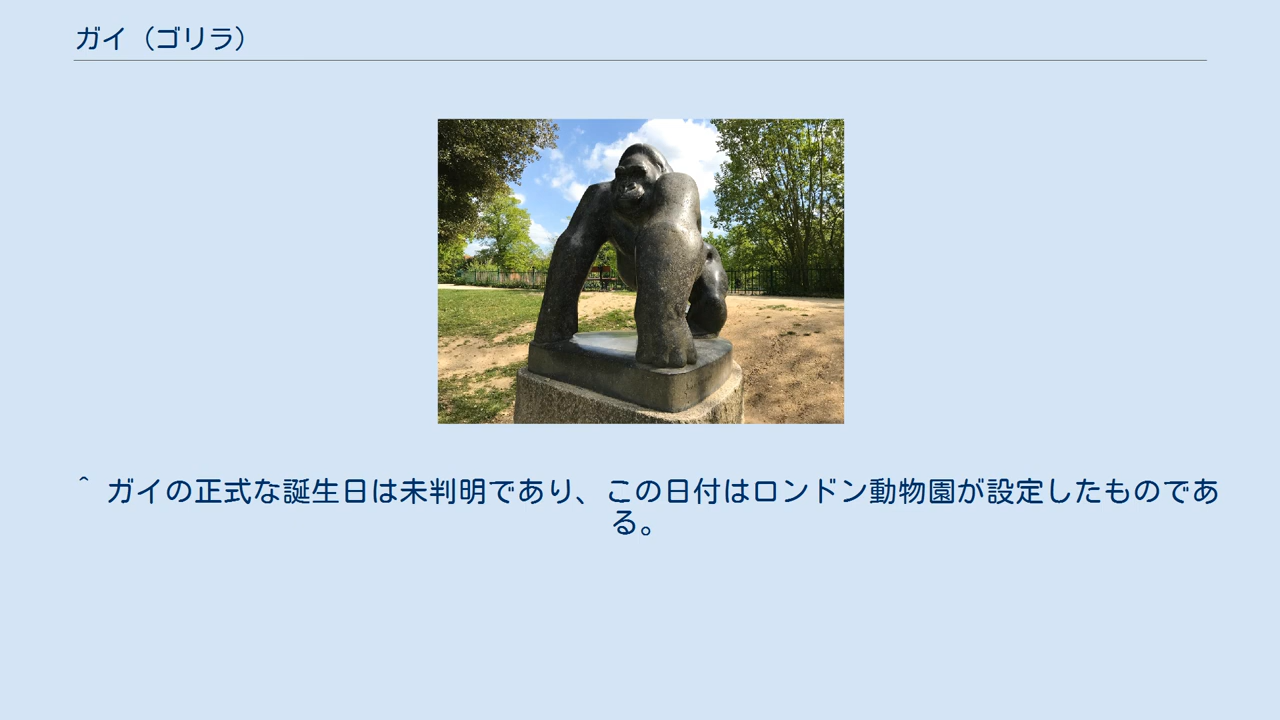 ガイ（ゴリラ）
^ ガイの正式な誕生日は未判明であり、この日付はロンドン動物園が設定したものであ
る。